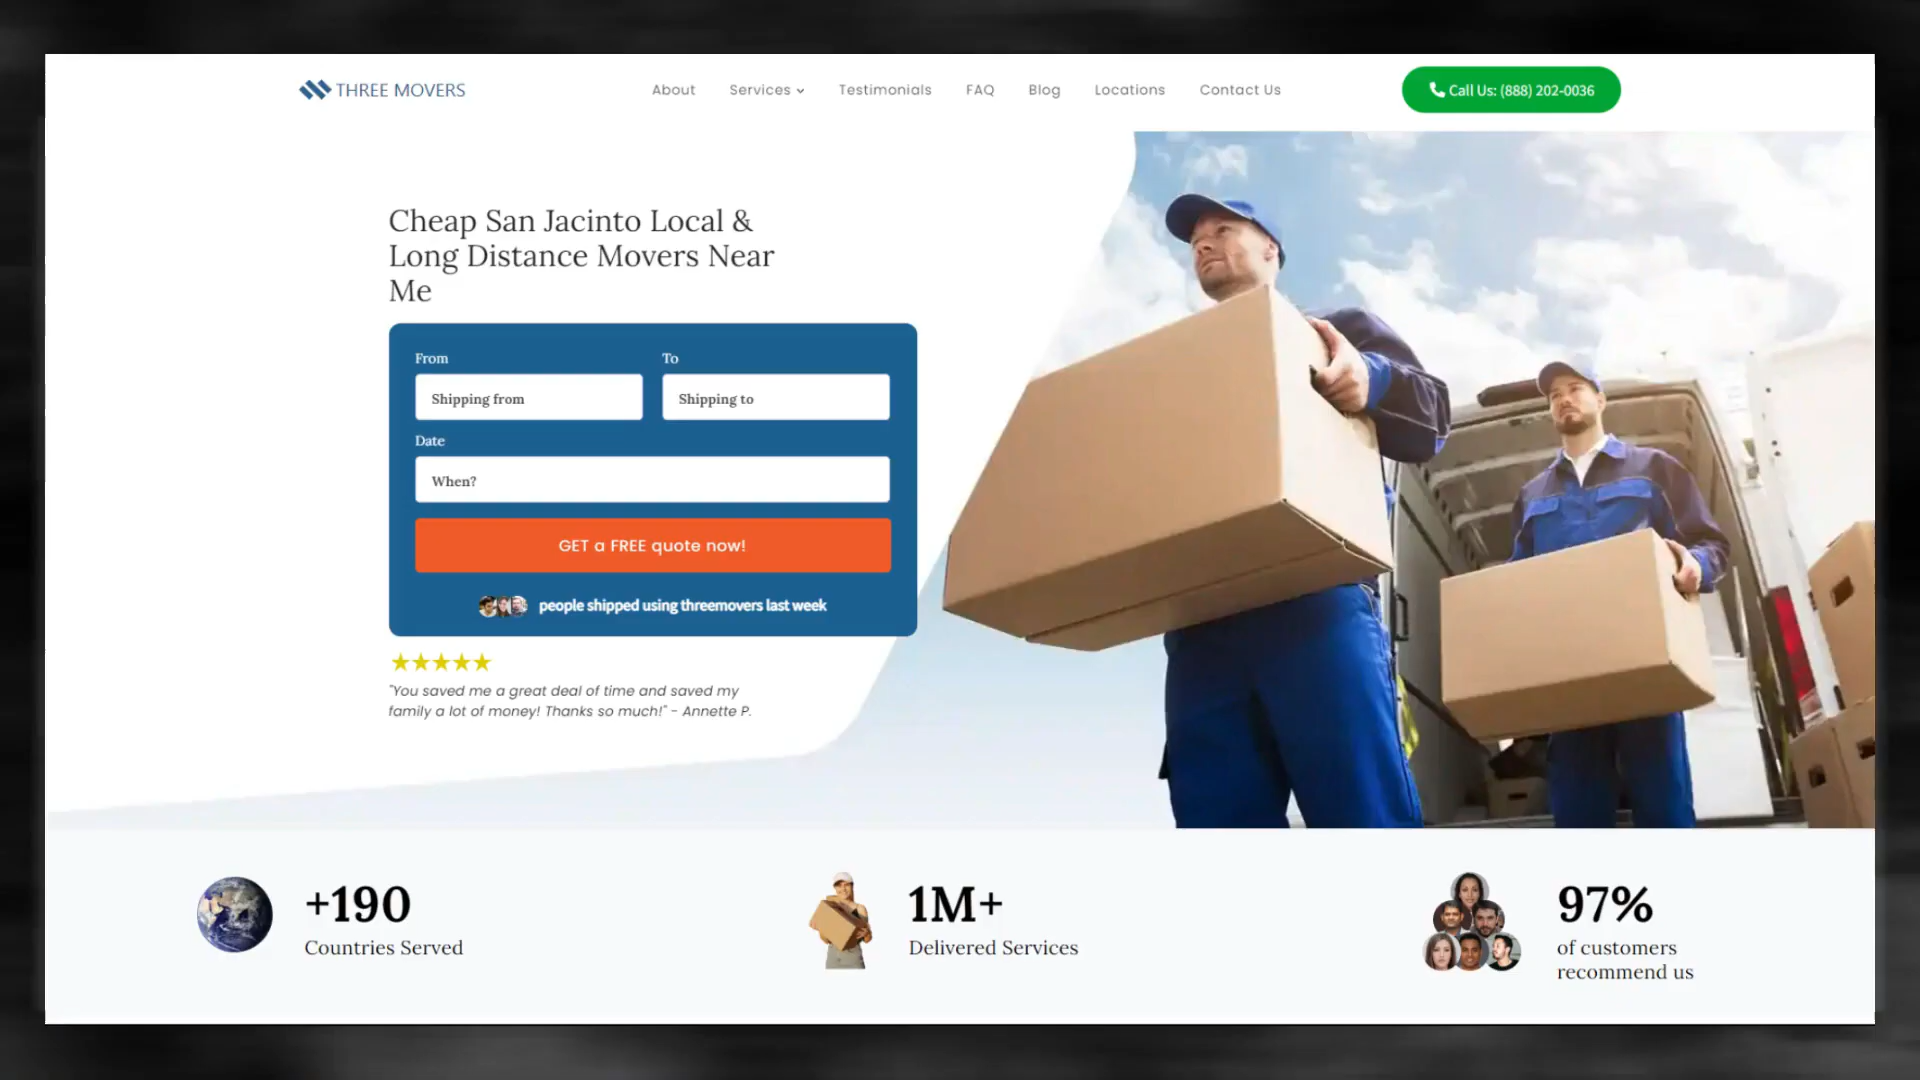 THREE MOVERS
About
Services
Testimonials
FAQ
Blog
Locations
Contact Us
Call Us: (888) 202-0036
Cheap San Jacinto Local &
Long Distance Movers Near
Me
From
To
Shipping from
Shipping to
Date
When?
GET a FREE quote now!
people shipped using threemovers last week
"You saved me a great deal of time and saved my
family a lot of money! Thanks so much!" - Annette P.
+190
Countries Served
1M+
Delivered Services
97%
of customers
recommend us